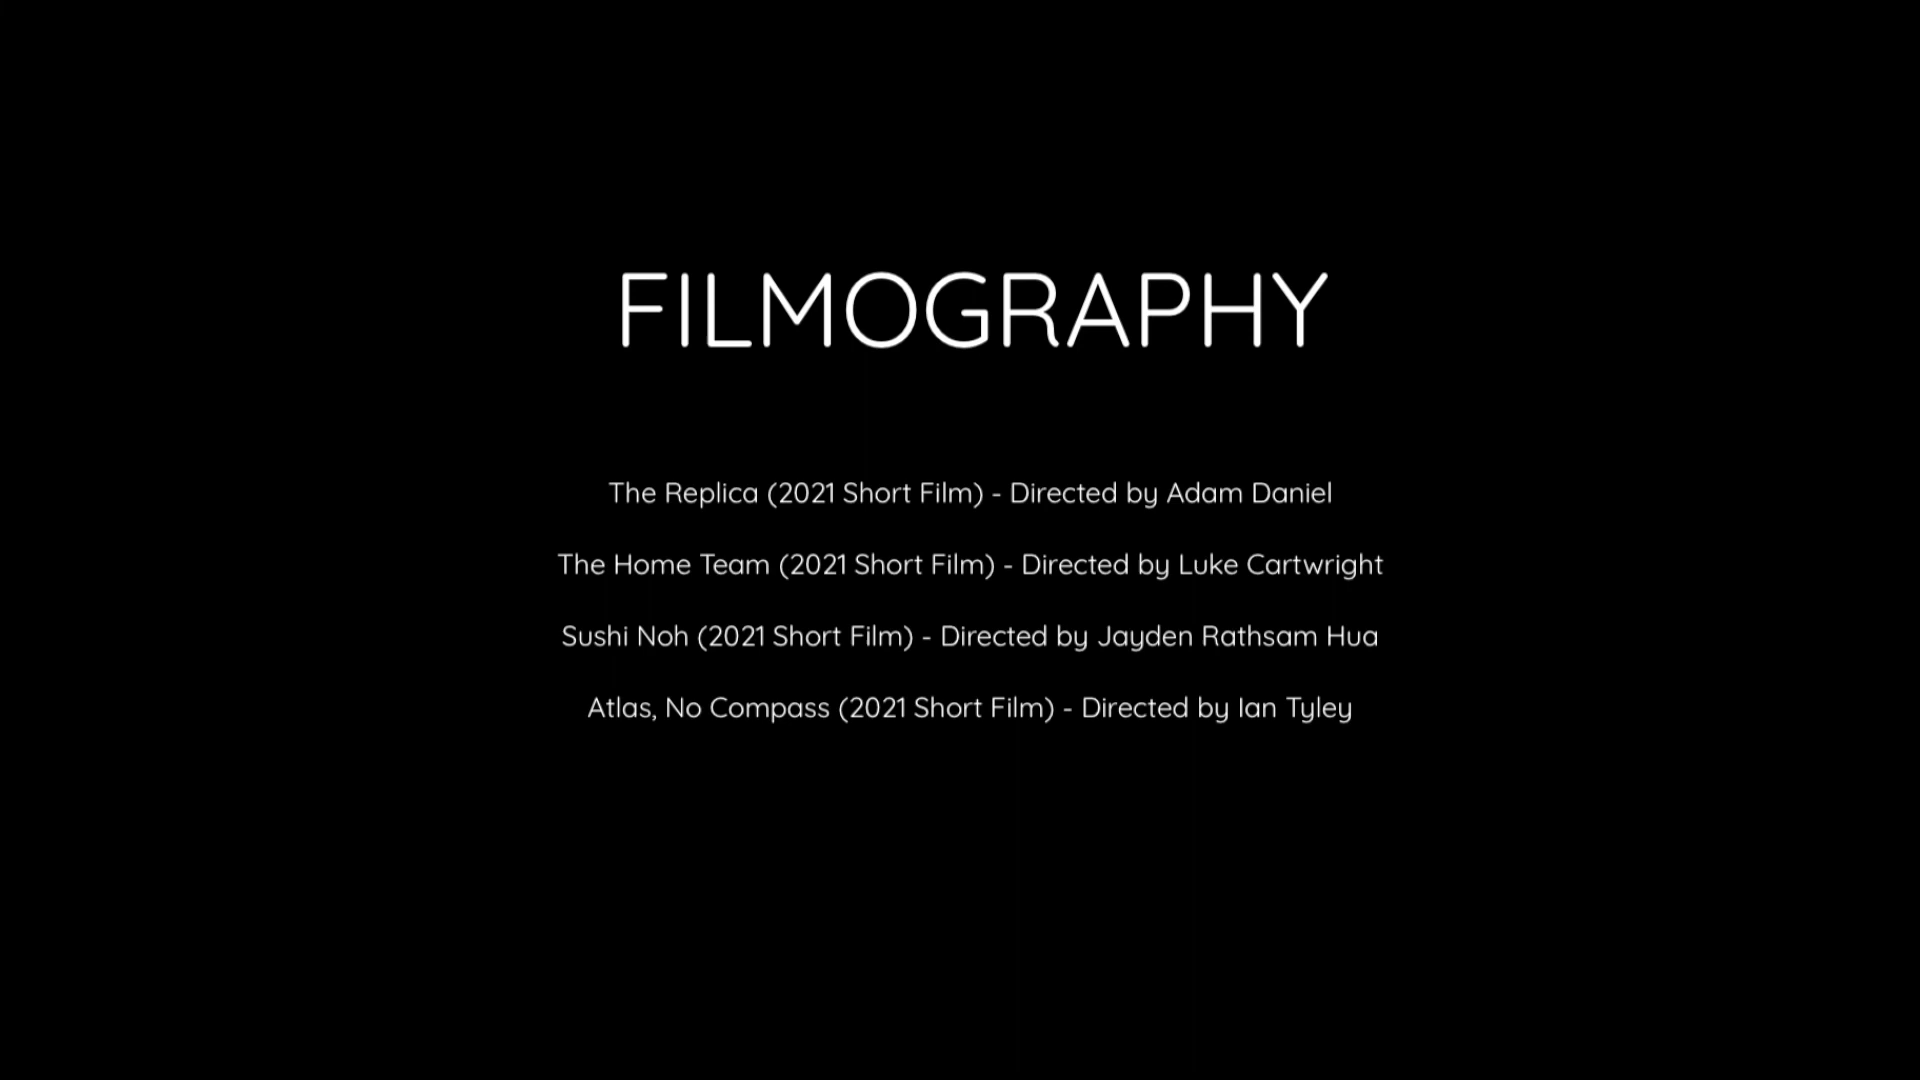 FILMOGRAPHY
The Replica (2021 Short Film) - Directed by Adam Daniel
The Home Team (2021 Short Film) - Directed by Luke Cartwright
Sushi Noh (2021 Short Film) - Directed by Jayden Rathsam Hua
Atlas, No Compass (2021 Short Film) - Directed by Ian Tyley